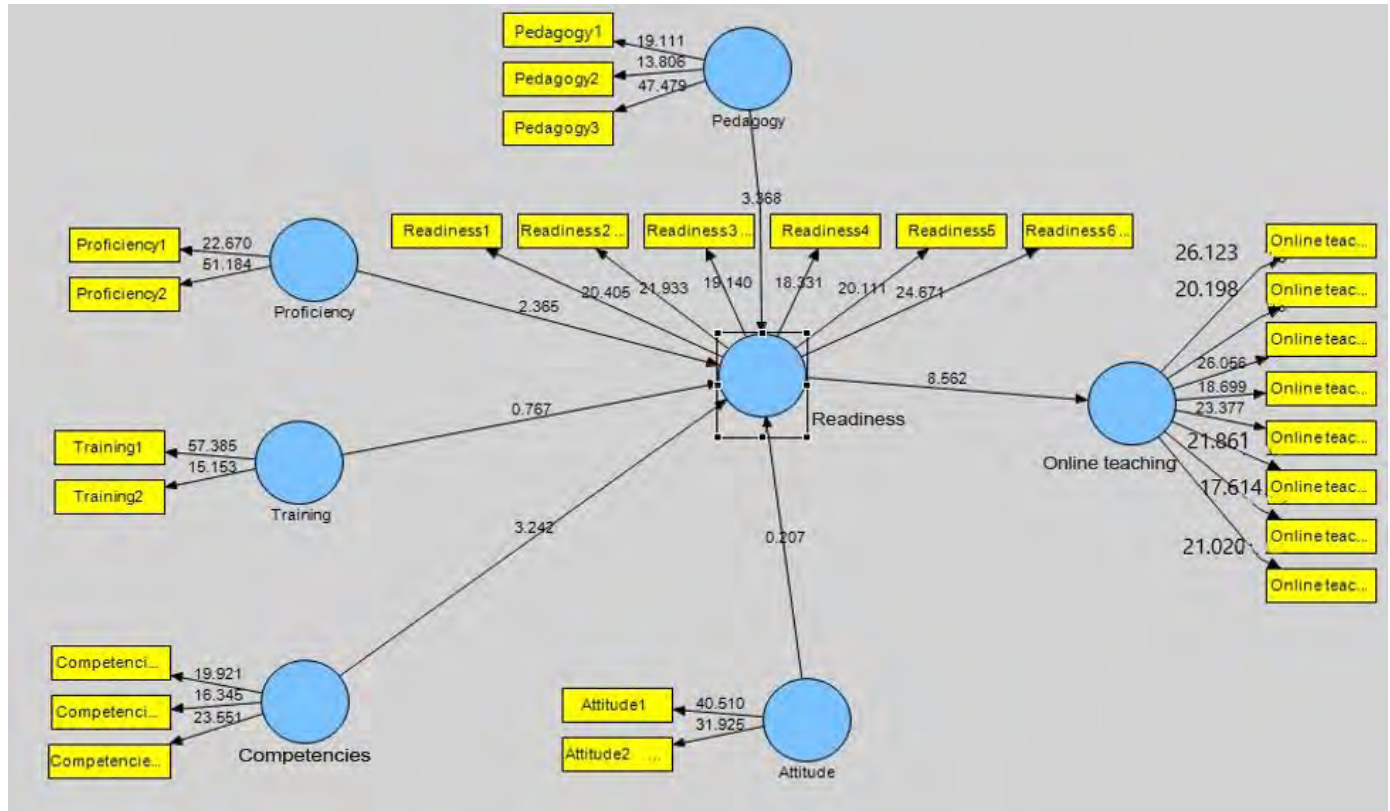 Pedagogy1
19.111
Pedagogy2
13.806
47.479
Pedagogy3
Pedagogy
3.368
Proficiency1
22.670
51.184
Proficiency2
Proficiency
2.365
Readiness1
Readiness2 ...
Readiness3 ...
Readiness4
Readiness5
Readiness6 ...
20.405
21.933
19.140
18.331
20.111
24.671
Readiness
8.562
Online teac...
Online teac...
Online teac...
Online teac...
Online teac...
Online teac...
Online teac...
Online teac...
26.123
20.198
26.056
18.699
23.377
21.861
17.614
21.020
Online teaching
Training1
57.385
15.153
Training2
Training
0.767
Competenci...
19.921
Competenci...
16.345
23.551
Competencie...
Competencies
3.242
Attitude1
40.510
31.925
Attitude2 ...
Attitude
0.207